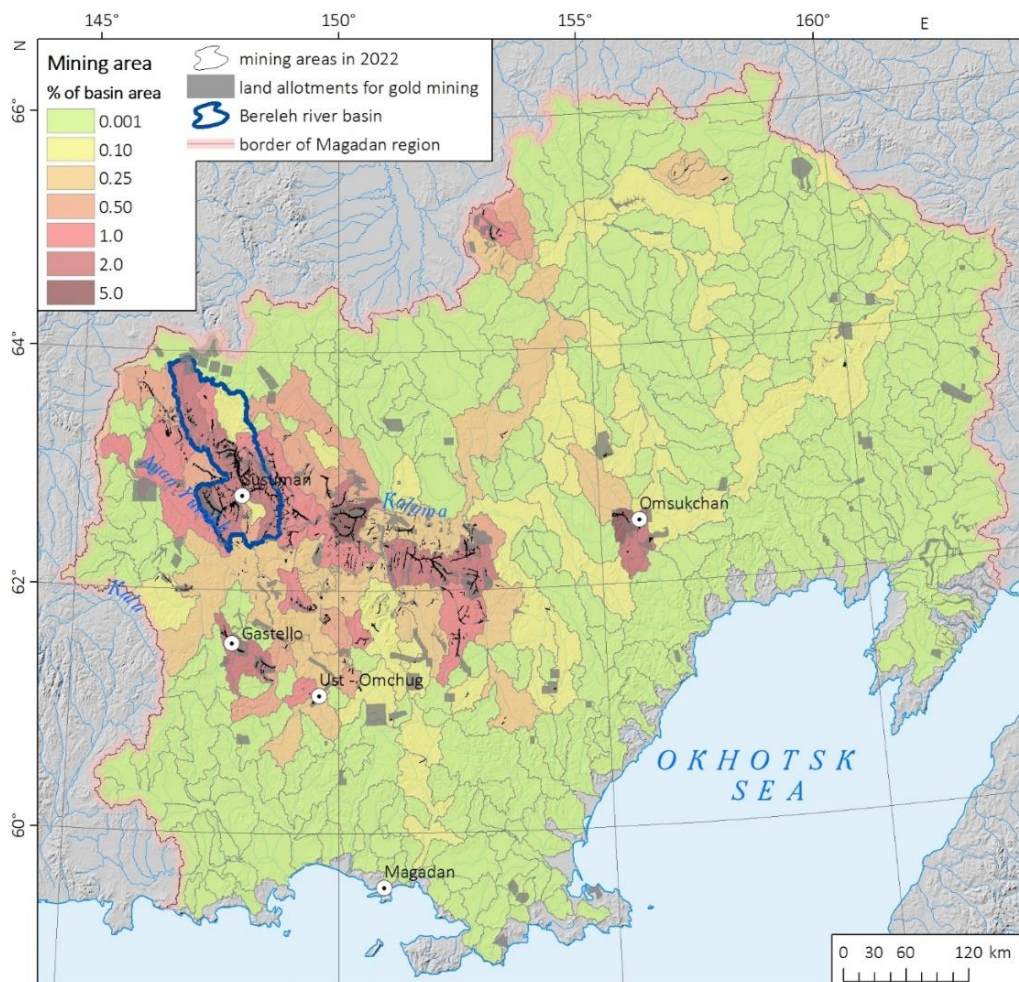 145°
150°
155°
160°
E
N
Mining area
% of basin area
0.001
0.10
0.25
0.50
1.0
2.0
5.0
mining areas in 2022
land allotments for gold mining
Bereleh river basin
border of Magadan region
66°
64°
62°
60°
Susuman
Kolyma
Omsukchan
Gastello
Ust - Omchug
OKHOTSK
SEA
Magadan
0 30 60 120 km